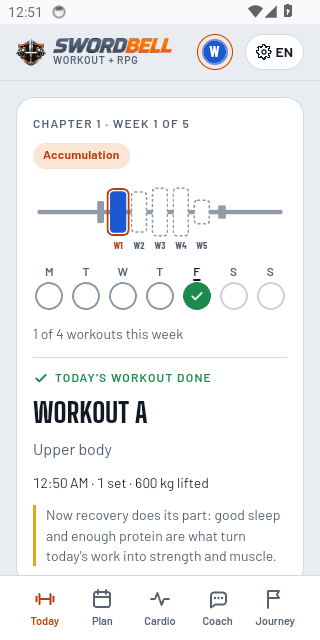 12:51
SWORDBELL
WORKOUT + RPG
W
EN
CHAPTER 1 · WEEK 1 OF 5
Accumulation
W1 W2 W3 W4 W5
M T W T F S S
1 of 4 workouts this week
TODAY'S WORKOUT DONE
WORKOUT A
Upper body
12:50 AM · 1 set · 600 kg lifted
Now recovery does its part: good sleep
and enough protein are what turn
today's work into strength and muscle.
Today Plan Cardio Coach Journey